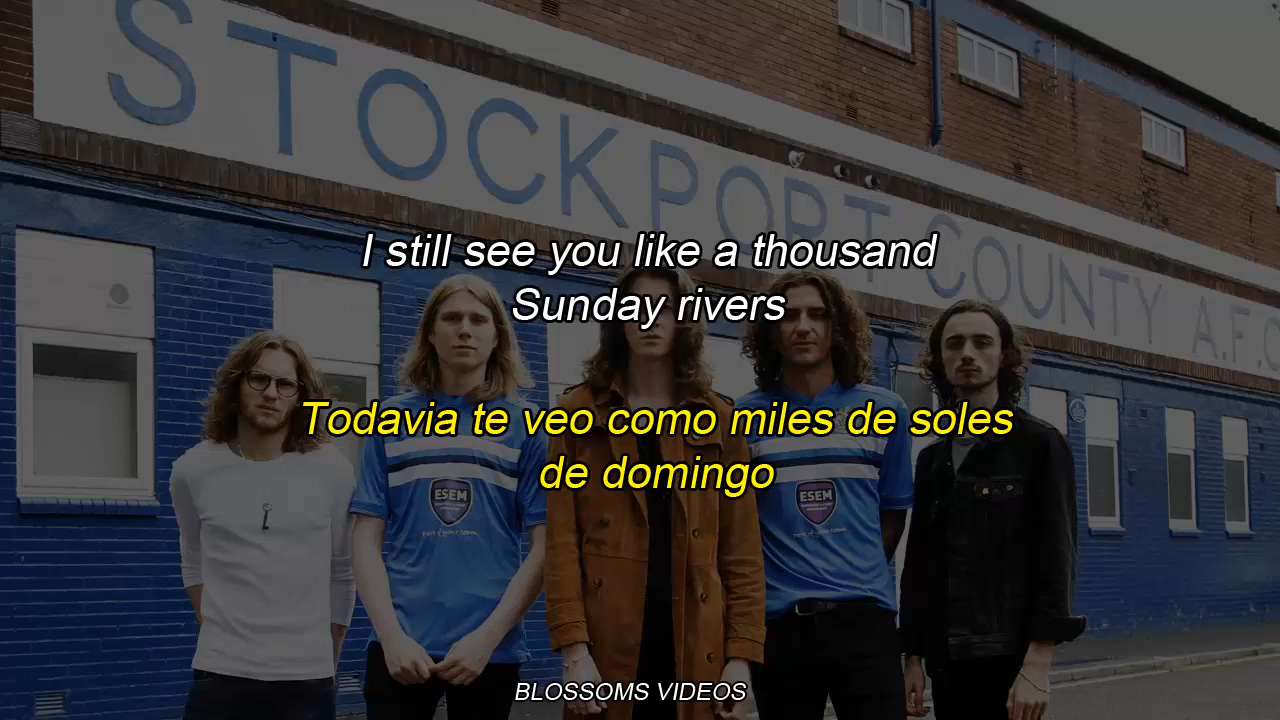 STOCKPORT COUNTY A.F.C
I still see you like a thousand
Sunday rivers
Todavia te veo como miles de soles
de domingo
ESEM
ESEM
BLOSSOMS VIDEOS